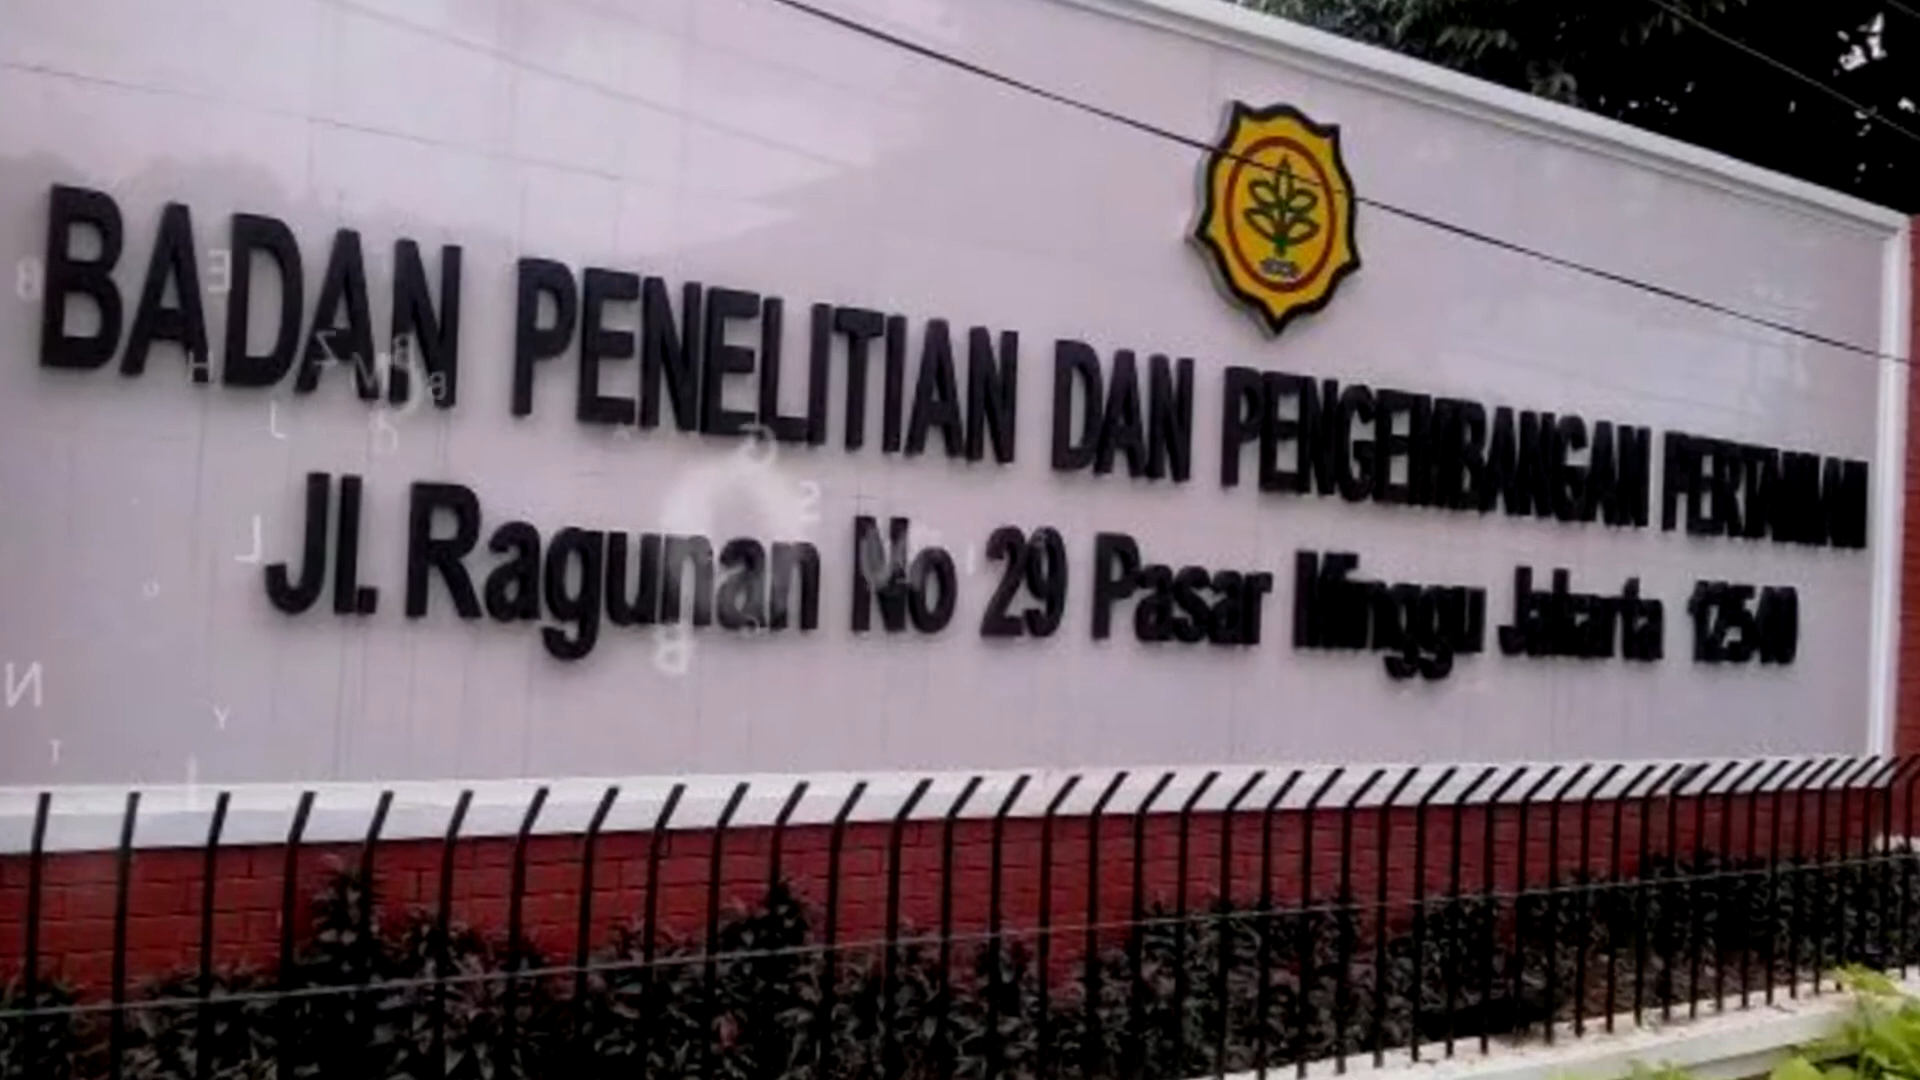 BADAN PENELITIAN DAN PENGEMBANGAN PERTANIAN
Jl. Ragunan No 29 Pasar Minggu Jakarta 12540